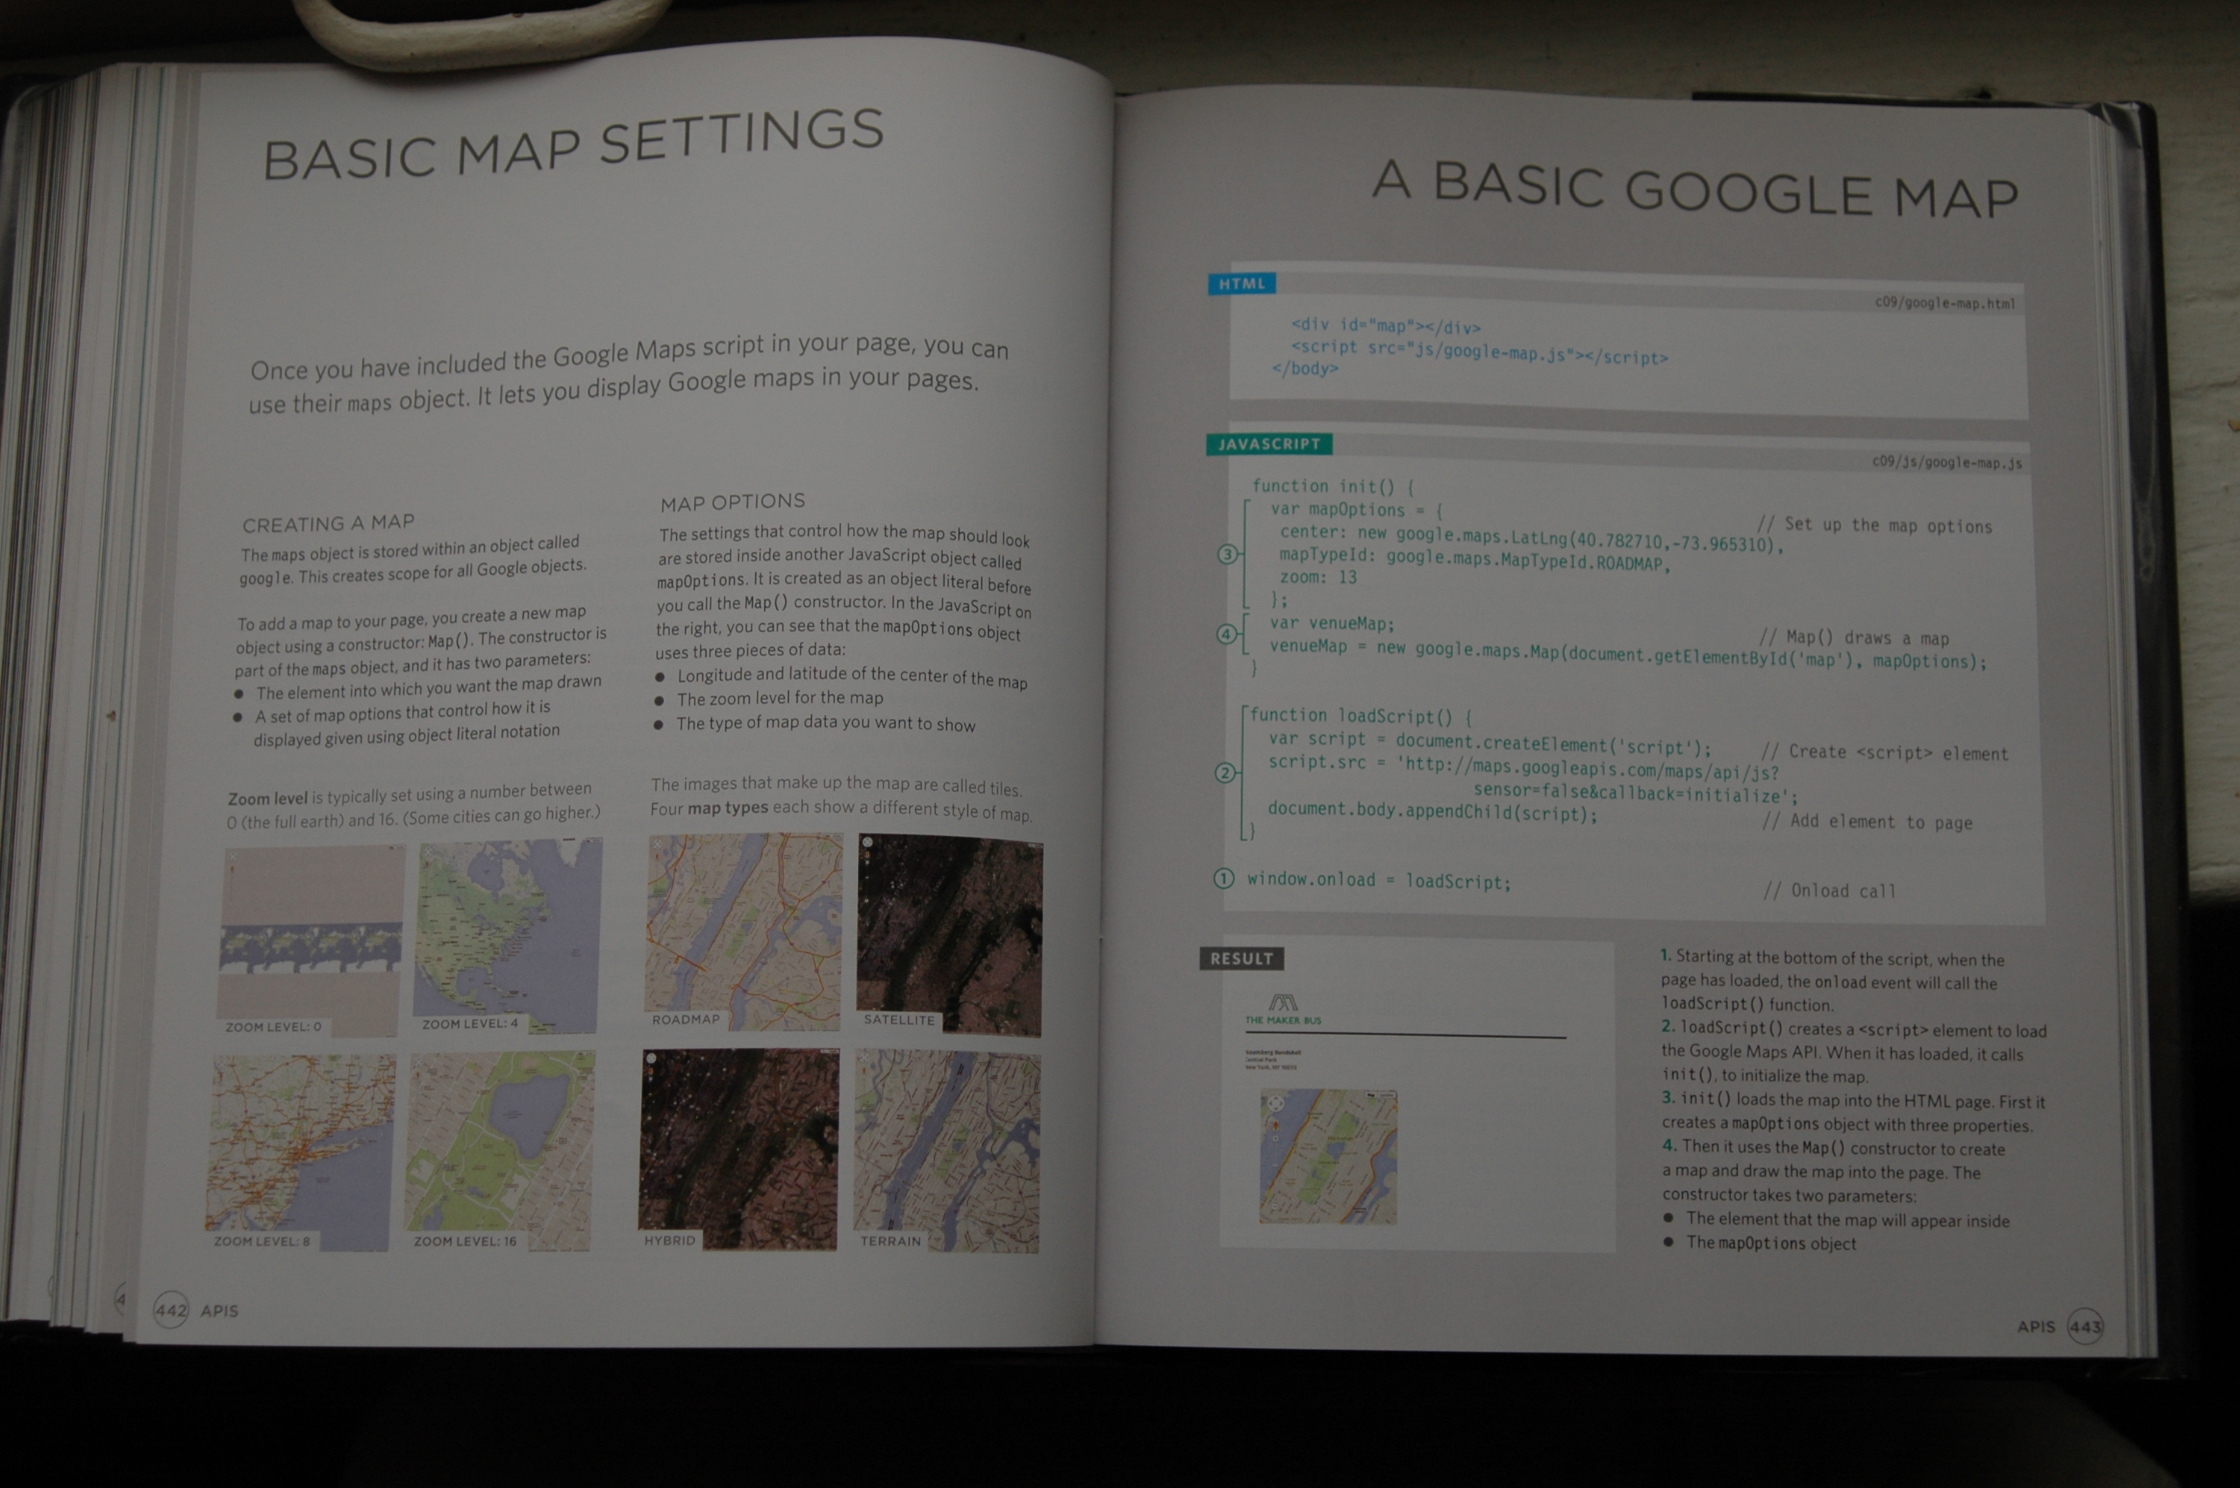 BASIC MAP SETTINGS
Once you have included the Google Maps script in your page, you can
use their maps object. It lets you display Google maps in your pages.
CREATING A MAP
The maps object is stored within an object called
google. This creates scope for all Google objects.
To add a map to your page, you create a new map
object using a constructor: Map(). The constructor is
part of the maps object, and it has two parameters:
● The element into which you want the map drawn
● A set of map options that control how it is
displayed given using object literal notation
Zoom level is typically set using a number between
0 (the full earth) and 16. (Some cities can go higher.)
ZOOM LEVEL: 0
ZOOM LEVEL: 4
ZOOM LEVEL: 8
ZOOM LEVEL: 16
MAP OPTIONS
The settings that control how the map should look
are stored inside another JavaScript object called
mapOptions. It is created as an object literal before
you call the Map() constructor. In the JavaScript on
the right, you can see that the mapOptions object
uses three pieces of data:
● Longitude and latitude of the center of the map
● The zoom level for the map
● The type of map data you want to show
The images that make up the map are called tiles.
Four map types each show a different style of map.
ROADMAP
SATELLITE
HYBRID
TERRAIN
442 APIS
A BASIC GOOGLE MAP
HTML
c09/google-map.html
<div id="map"></div>
<script src="js/google-map.js"></script>
</body>
JAVASCRIPT
c09/js/google-map.js
function init() {
③ var mapOptions = { // Set up the map options
center: new google.maps.LatLng(40.782710,-73.965310),
mapTypeId: google.maps.MapTypeId.ROADMAP,
zoom: 13
};
④ var venueMap; // Map() draws a map
venueMap = new google.maps.Map(document.getElementById('map'), mapOptions);
}
② function loadScript() {
var script = document.createElement('script'); // Create <script> element
script.src = 'http://maps.googleapis.com/maps/api/js?
sensor=false&callback=initialize';
document.body.appendChild(script); // Add element to page
}
① window.onload = loadScript; // Onload call
RESULT
THE MAKER BUS
Naumberg Bandshell
Central Park
New York, NY
1. Starting at the bottom of the script, when the
page has loaded, the onload event will call the
loadScript() function.
2. loadScript() creates a <script> element to load
the Google Maps API. When it has loaded, it calls
init(), to initialize the map.
3. init() loads the map into the HTML page. First it
creates a mapOptions object with three properties.
4. Then it uses the Map() constructor to create
a map and draw the map into the page. The
constructor takes two parameters:
● The element that the map will appear inside
● The mapOptions object
APIS 443